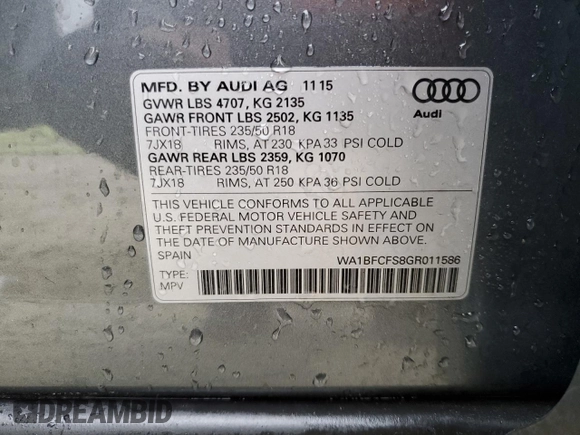 MFD. BY AUDI AG 11 15
GVWR LBS 4707, KG 2135
GAWR FRONT LBS 2502, KG 1135
FRONT-TIRES 235/50 R18
7JX18 RIMS, AT 230 KPA 33 PSI COLD
GAWR REAR LBS 2359, KG 1070
REAR-TIRES 235/50 R18
7JX18 RIMS, AT 250 KPA 36 PSI COLD
Audi
THIS VEHICLE CONFORMS TO ALL APPLICABLE
U.S. FEDERAL MOTOR VEHICLE SAFETY AND
THEFT PREVENTION STANDARDS IN EFFECT ON
THE DATE OF MANUFACTURE SHOWN ABOVE.
SPAIN WA1BFCFS8GR011586
TYPE:
MPV
DREAMBID